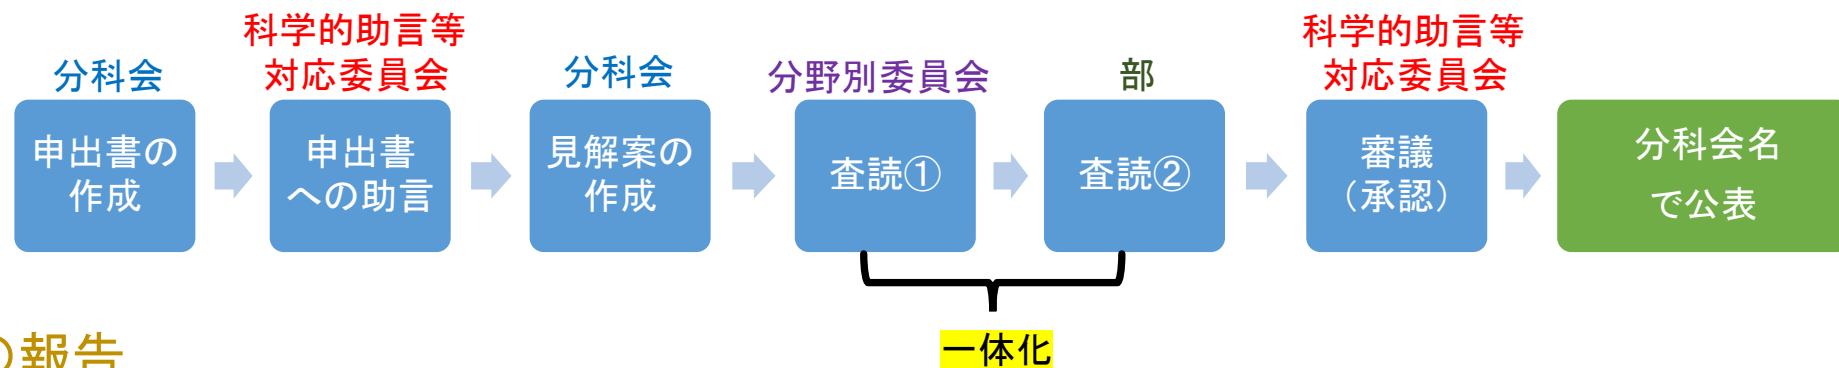 分科会
申出書の
作成
科学的助言等
対応委員会
申出書
への助言
分科会
見解案の
作成
分野別委員会
査読①
部
査読②
科学的助言等
対応委員会
審議
（承認）
分科会名
で公表
一体化
の報告